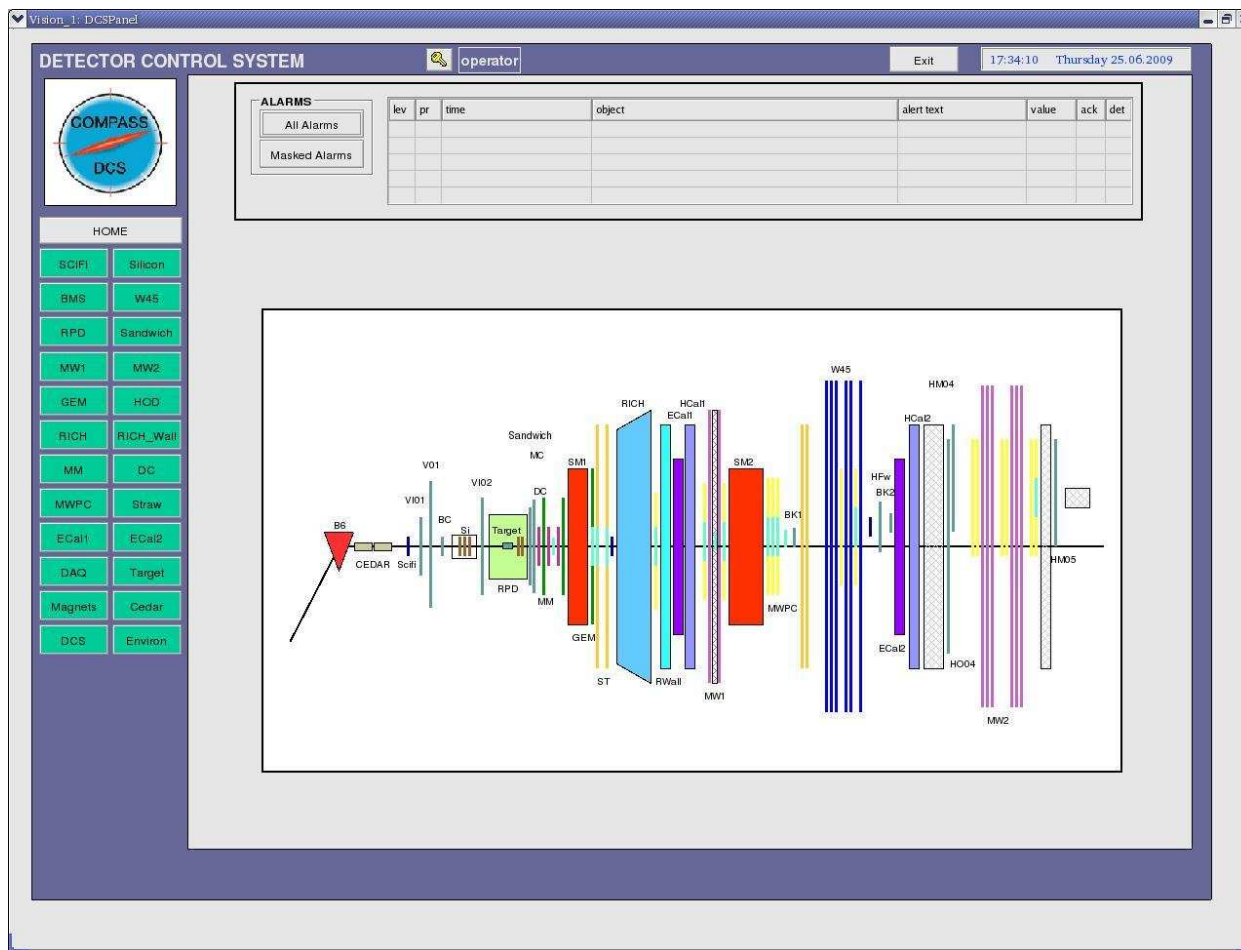 Vision_1: DCSPanel
DETECTOR CONTROL SYSTEM
operator
Exit
17:34:10 Thursday 25.06.2009
COMPASS
DCS
ALARMS
All Alarms
Masked Alarms
lev pr time object alert text value ack det
HOME
SCIFI Silicon
BMS W45
RPD Sandwich
MW1 MW2
GEM HOD
RICH RICH_Wall
MM DC
MWPC Straw
ECal1 ECal2
DAQ Target
Magnets Cedar
DCS Environ
W45
HM04
RICH
HCal1
ECal1
HCal2
Sandwich
MC
V01
SM1
SM2
VI02
HFw
VI01
DC
BK2
BK1
B6
BC
Si
Target
CEDAR
Scifi
RPD
MM
MWPC
HM05
GEM
ECal2
HO04
ST
RWall
MW1
MW2